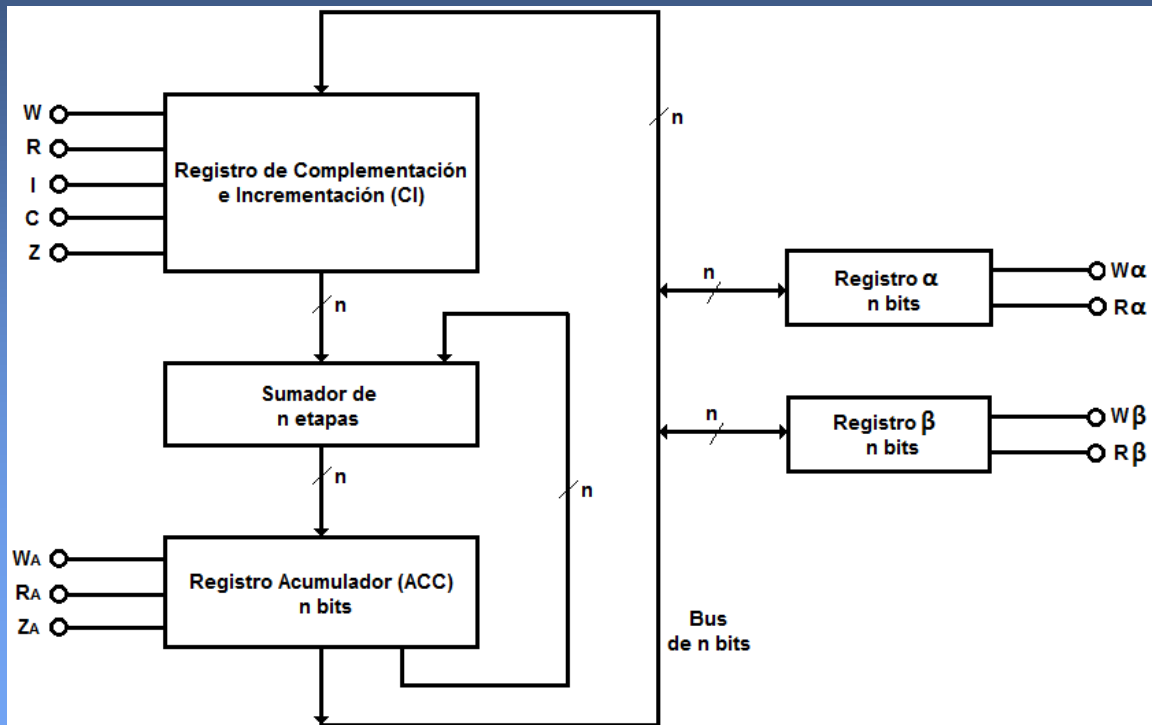 n
W
R
I
C
Z
Registro de Complementación
e Incrementación (CI)
n
Registro α
n bits
Wα
Rα
n
Sumador de
n etapas
n
Registro β
n bits
Wβ
Rβ
n
n
WA
RA
ZA
Registro Acumulador (ACC)
n bits
Bus
de n bits